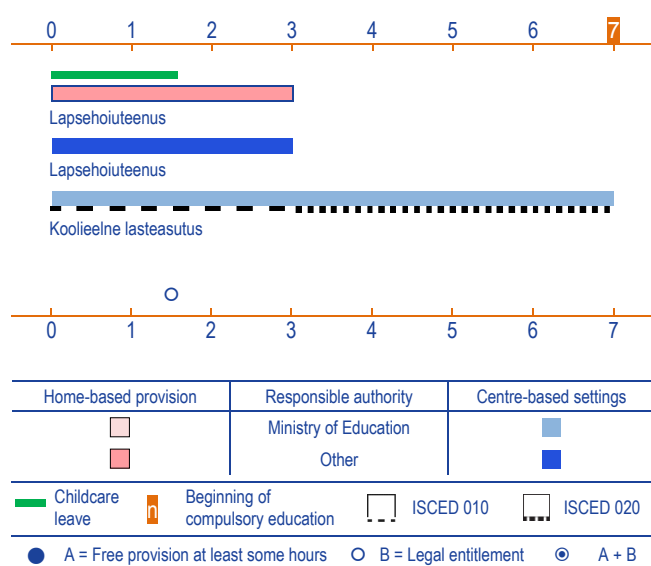 0 1 2 3 4 5 6 7
Lapsehoiuteenus
Lapsehoiuteenus
Koolieelne lasteasutus
0 1 2 3 4 5 6 7
Home-based provision Responsible authority Centre-based settings
Ministry of Education
Other
Childcare leave n Beginning of compulsory education ISCED 010 ISCED 020
A = Free provision at least some hours B = Legal entitlement A + B